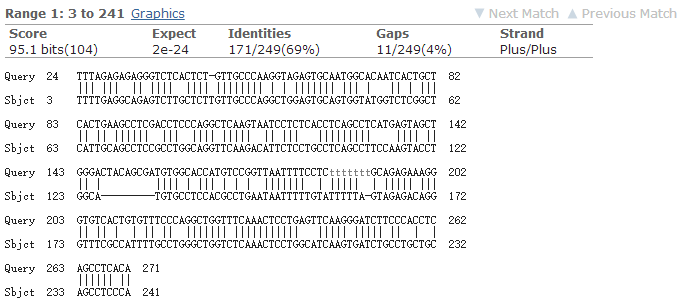 Range 1: 3 to 241 Graphics ▼ Next Match ▲ Previous Match
Score Expect Identities Gaps Strand
95.1 bits(104) 2e-24 171/249(69%) 11/249(4%) Plus/Plus
Query 24 TTTAGAGAGAGGGTCTCACTCT-GTTGCCCAAGGTAGAGTGCAATGGCACAATCACTGCT 82
Sbjct 3 TTTTGAGGCAGAGTCTTGCTCTTGTTGCCCAGGCTGGAGTGCAGTGGTATGGTCTCGGCT 62
Query 83 CACTGAAGCCTCGACCTCCCAGGCTCAAGTAATCCTCTCACCTCAGCCTCATGAGTAGCT 142
Sbjct 63 CATTGCAGCCTCCGCCTGGCAGGTTCAAGACATTCTCCTGCCTCAGCCTTCCAAGTACCT 122
Query 143 GGGACTACAGCGATGTGGCACCATGTCCGGTTAATTTTCCTCtttttttGCAGAGAAAGG 202
Sbjct 123 GGCA---------TGTGCCTCCACGCCTGAATAATTTTTGTATTTTTA-GTAGAGACAGG 172
Query 203 GTGTCACTGTGTTTCCCAGGCTGGTTTCAAACTCCTGAGTTCAAGGGATCTTCCCACCTC 262
Sbjct 173 GTTTCGCCATTTTGCCTGGGCTGGTCTCAAACTCCTGGCATCAAGTGATCTGCCTGCTGC 232
Query 263 AGCCTCACA 271
Sbjct 233 AGCCTCCCA 241